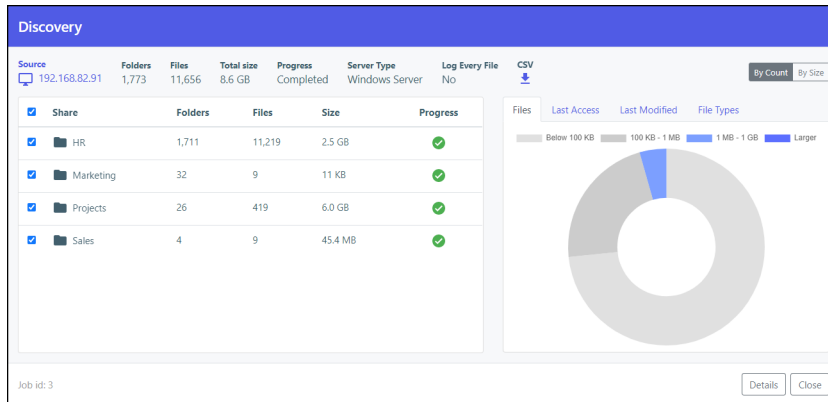 Discovery
Source Folders Files Total size Progress Server Type Log Every File CSV
192.168.82.91 1,773 11,656 8.6 GB Completed Windows Server No
By Count By Size
Share Folders Files Size Progress
HR 1,711 11,219 2.5 GB
Marketing 32 9 11 KB
Projects 26 419 6.0 GB
Sales 4 9 45.4 MB
Files Last Access Last Modified File Types
Below 100 KB 100 KB - 1 MB 1 MB - 1 GB Larger
Job id: 3
Details Close